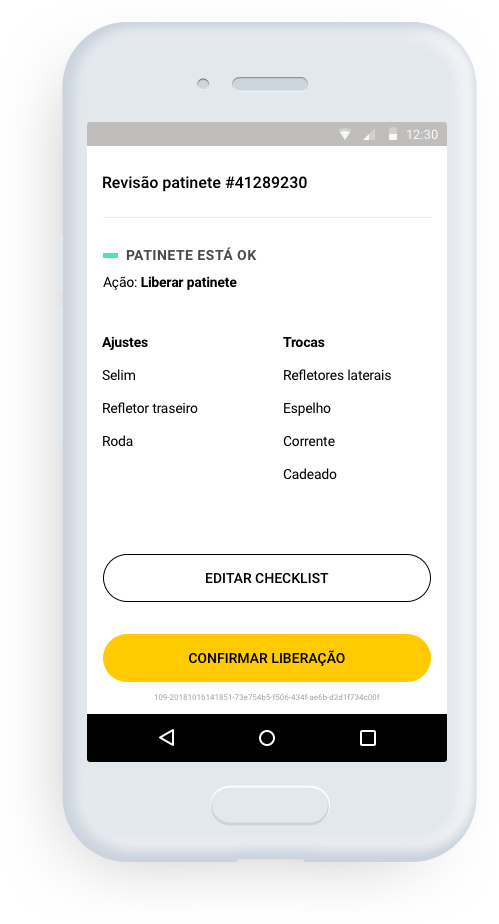 12:30
Revisão patinete #41289230
PATINETE ESTÁ OK
Ação: Liberar patinete
Ajustes
Trocas
Selim
Refletores laterais
Refletor traseiro
Espelho
Roda
Corrente
Cadeado
EDITAR CHECKLIST
CONFIRMAR LIBERAÇÃO
109-20181016141851-73e754b5-f506-434f-ae6b-d2d1f734c00f